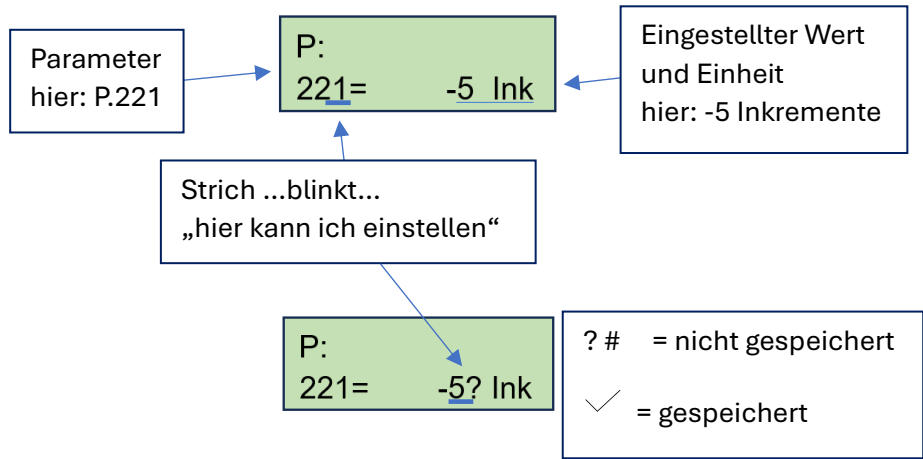 Parameter
hier: P.221
P:
221= -5 Ink
Eingestellter Wert
und Einheit
hier: -5 Inkremente
Strich ...blinkt...
„hier kann ich einstellen“
P:
221= -5? Ink
? # = nicht gespeichert
✓ = gespeichert